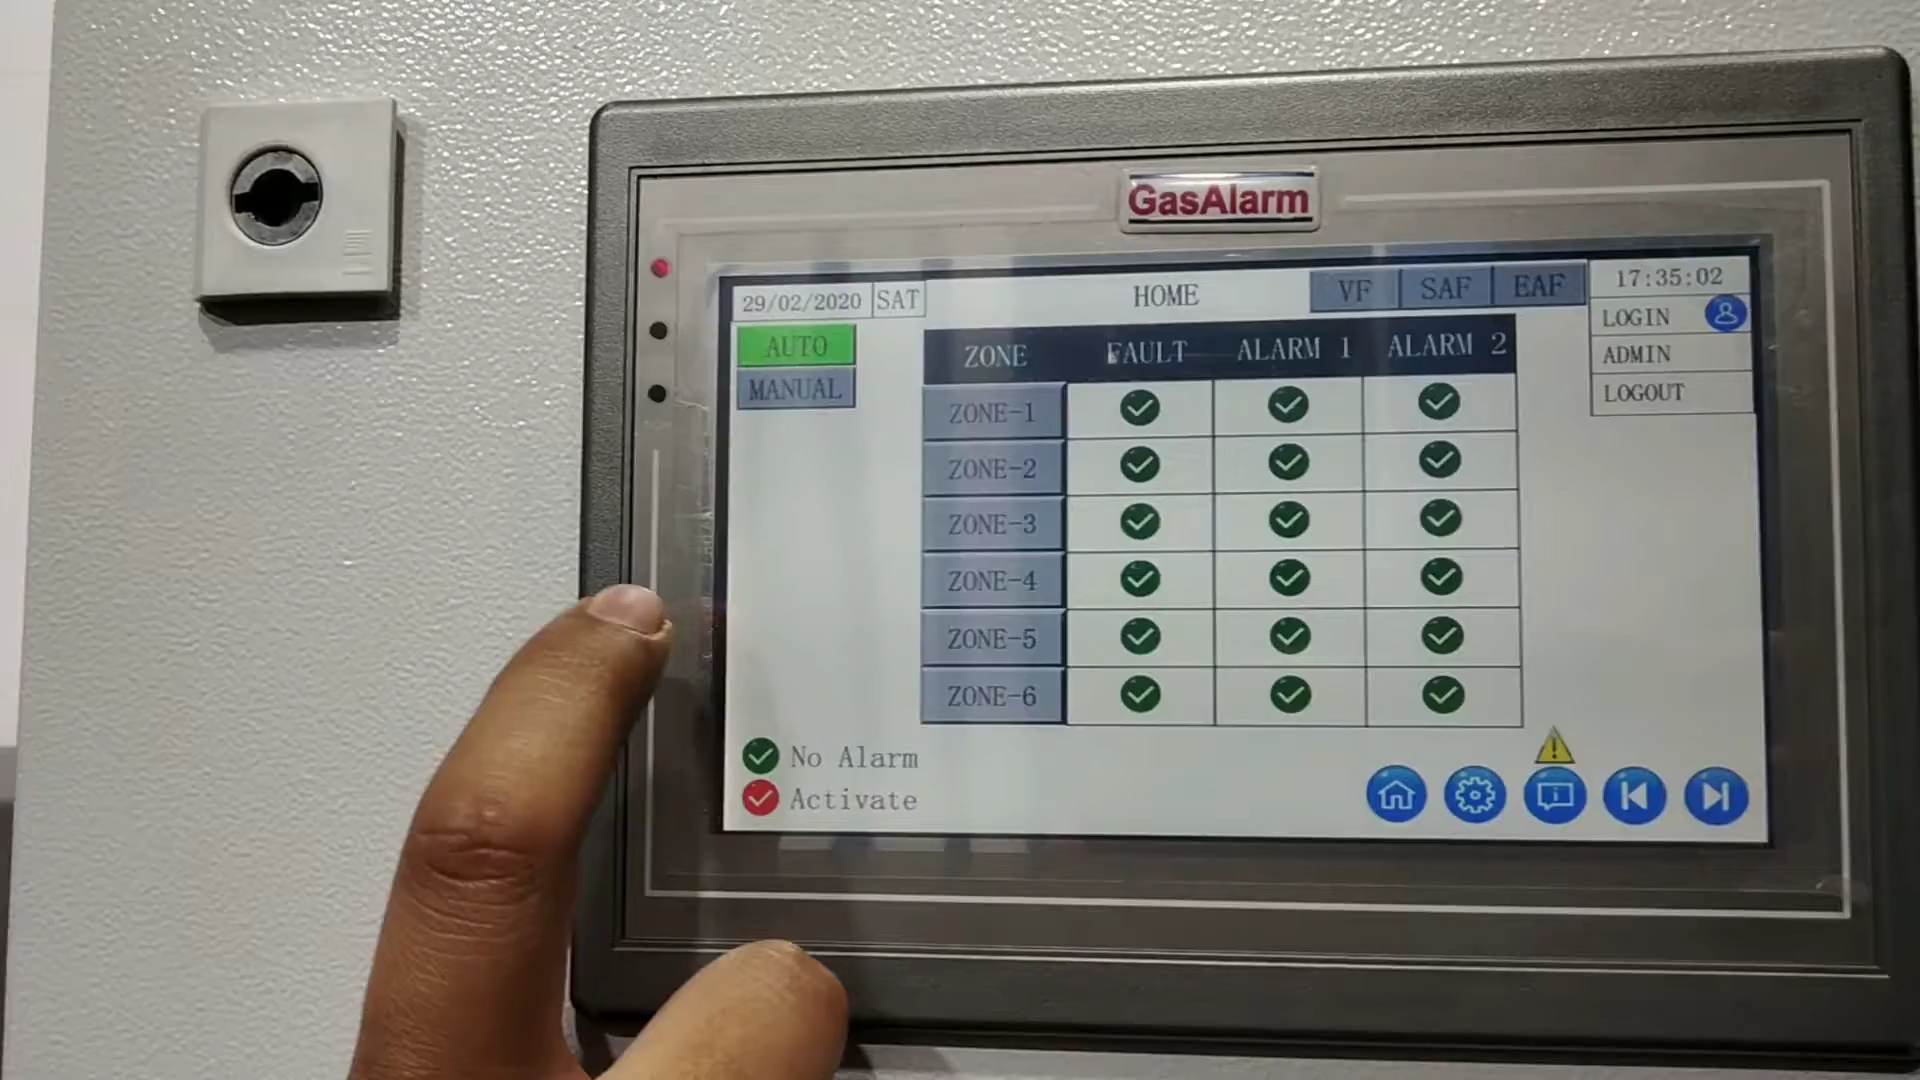 GasAlarm
29/02/2020 SAT HOME VF SAF EAF 17:35:02
LOGIN
ADMIN
LOGOUT
AUTO
MANUAL
ZONE FAULT ALARM 1 ALARM 2
ZONE-1
ZONE-2
ZONE-3
ZONE-4
ZONE-5
ZONE-6
No Alarm
Activate